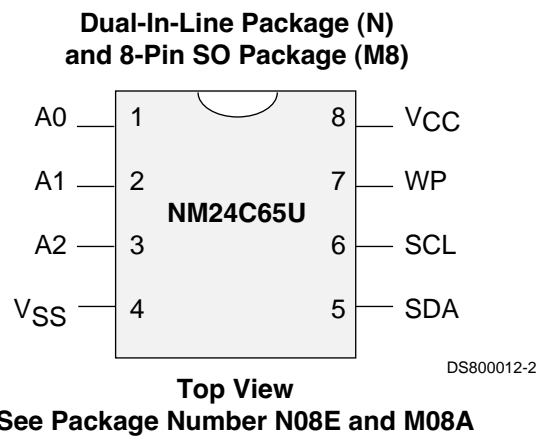 Dual-In-Line Package (N)
and 8-Pin SO Package (M8)
A0 1 8 VCC
A1 2 7 WP
NM24C65U
A2 3 6 SCL
VSS 4 5 SDA
DS800012-2
Top View
See Package Number N08E and M08A